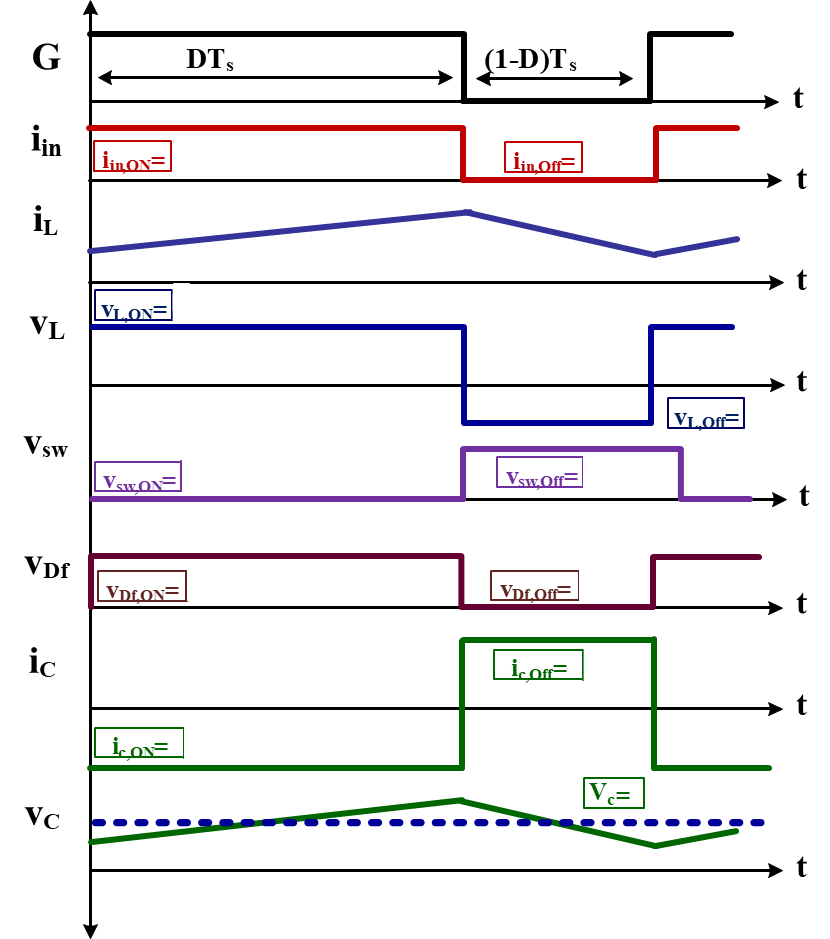 G
DTs
(1-D)Ts
t
iin
iin,ON=
iin,Off=
t
iL
t
vL,ON=
vL
t
vL,Off=
vsw
vsw,ON=
vsw,Off=
t
vDf
vDf,ON=
vDf,Off=
t
iC
ic,Off=
t
ic,ON=
Vc=
vC
t